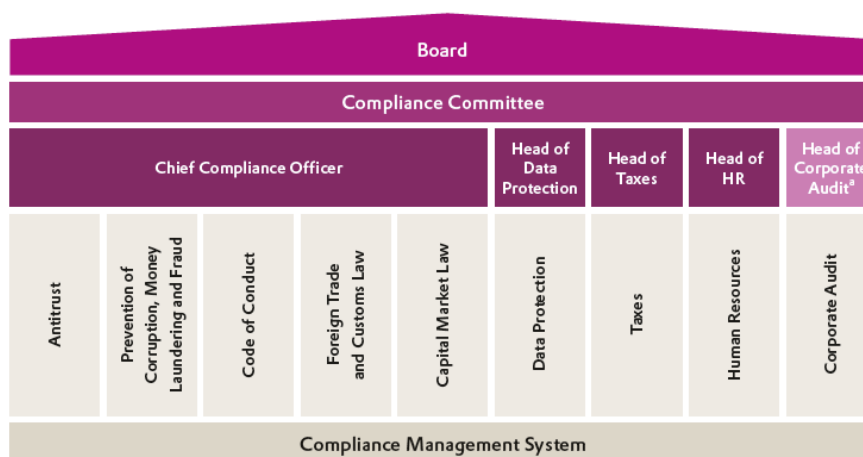 Board
Compliance Committee
Chief Compliance Officer
Head of
Data
Protection
Head of
Taxes
Head of
HR
Head of
Corporate
Auditᵃ
Antitrust
Prevention of
Corruption, Money
Laundering and Fraud
Code of Conduct
Foreign Trade
and Customs Law
Capital Market Law
Data Protection
Taxes
Human Resources
Corporate Audit
Compliance Management System